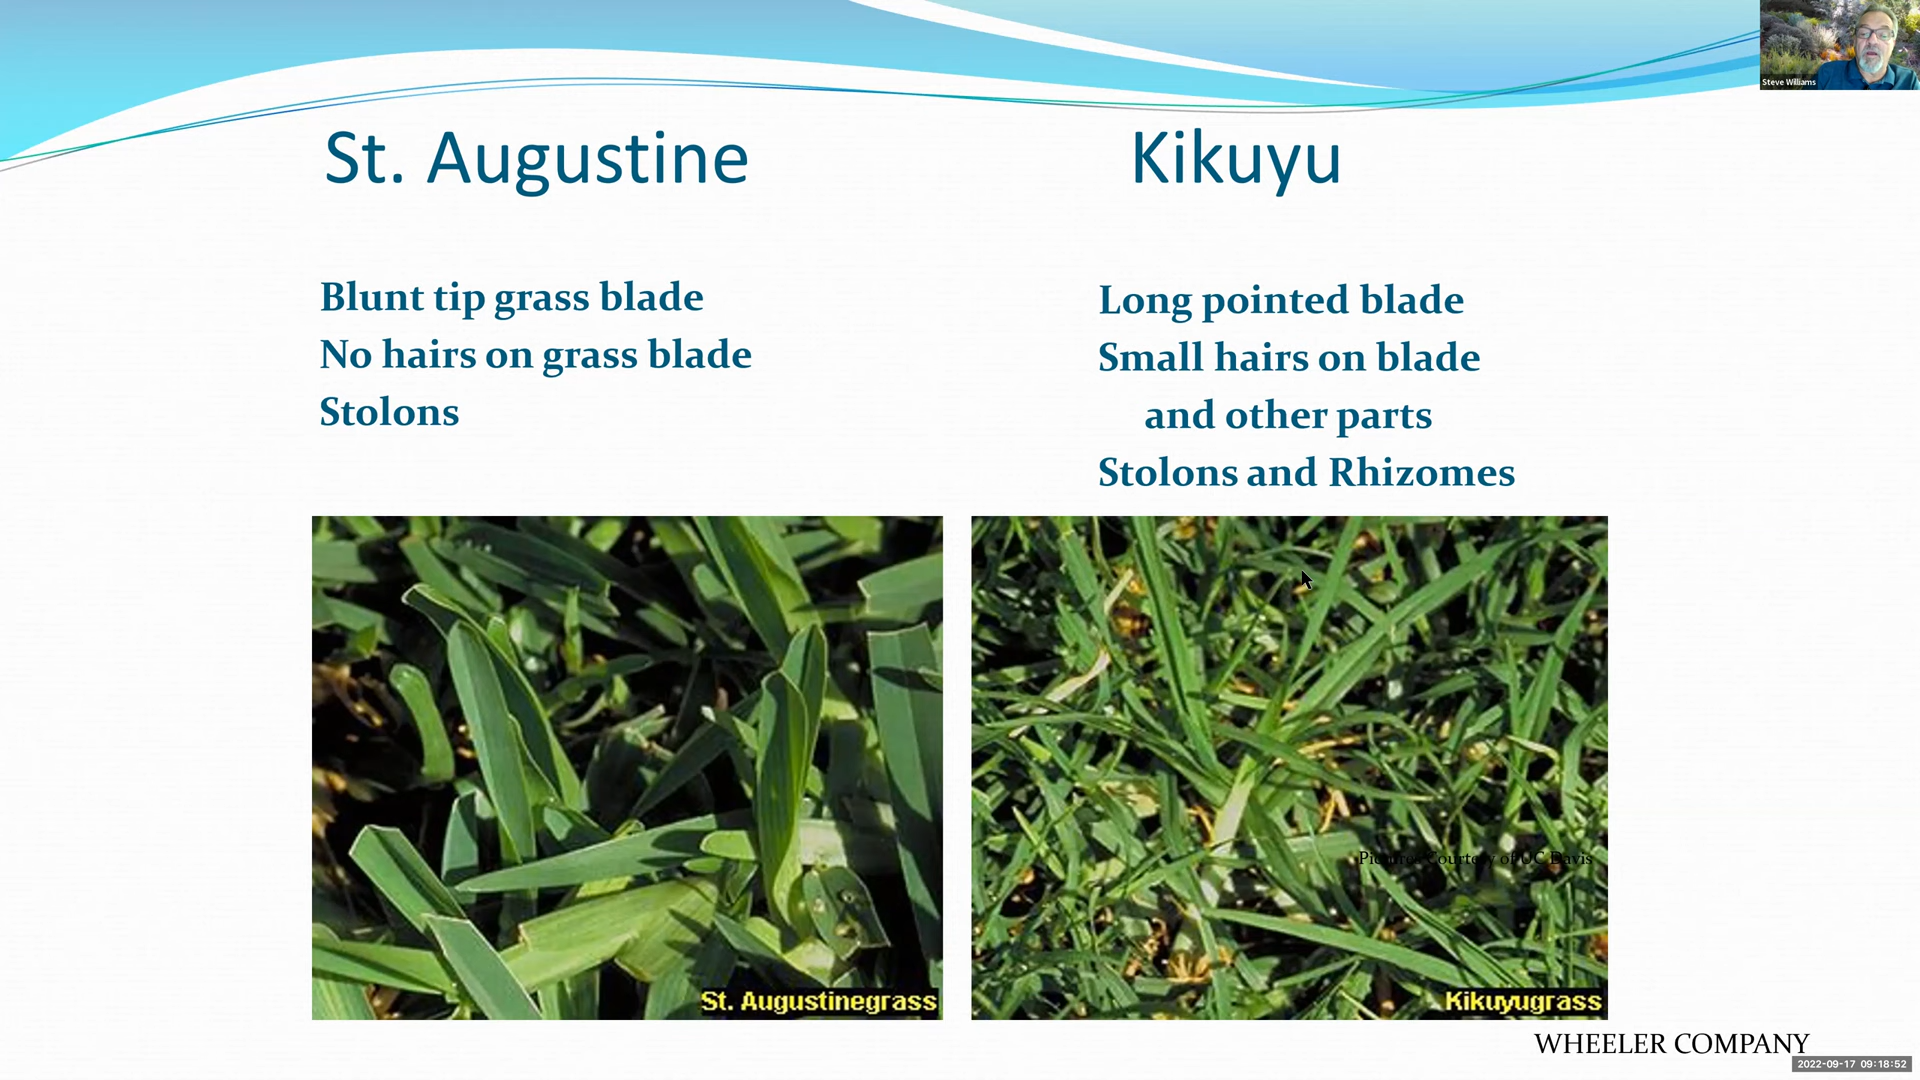 Steve Williams
St. Augustine
Kikuyu
Blunt tip grass blade
No hairs on grass blade
Stolons
Long pointed blade
Small hairs on blade
and other parts
Stolons and Rhizomes
Pictures Courtesy of UC Davis
St. Augustinegrass
Kikuyugrass
WHEELER COMPANY
2022-09-17 09:18:52